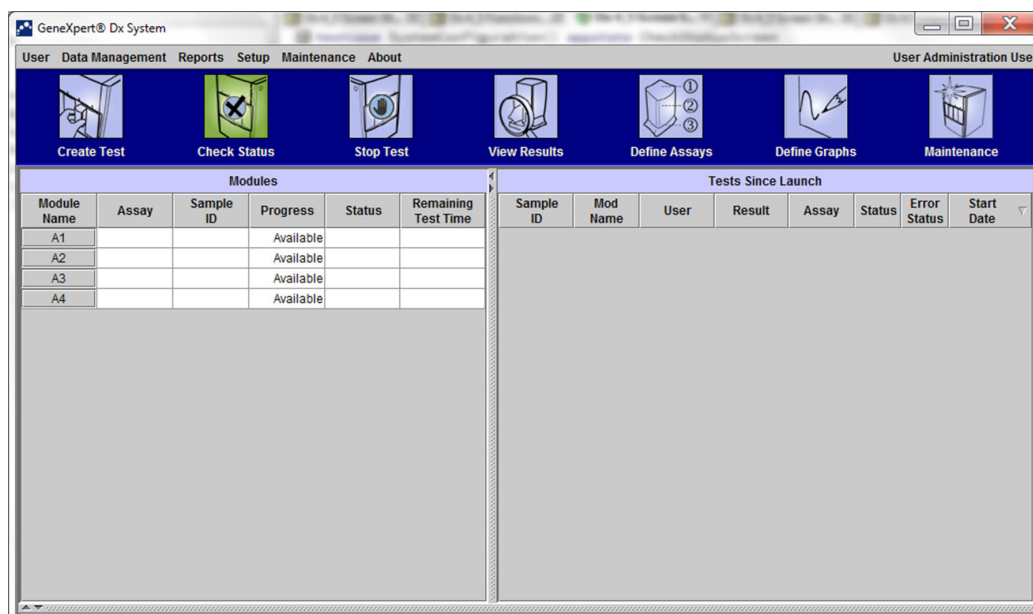 GeneXpert® Dx System
User Data Management Reports Setup Maintenance About User Administration Use
Create Test Check Status Stop Test View Results Define Assays Define Graphs Maintenance
1
2
3
Modules
Module Name Assay Sample ID Progress Status Remaining Test Time
A1 Available
A2 Available
A3 Available
A4 Available
Tests Since Launch
Sample ID Mod Name User Result Assay Status Error Status Start Date